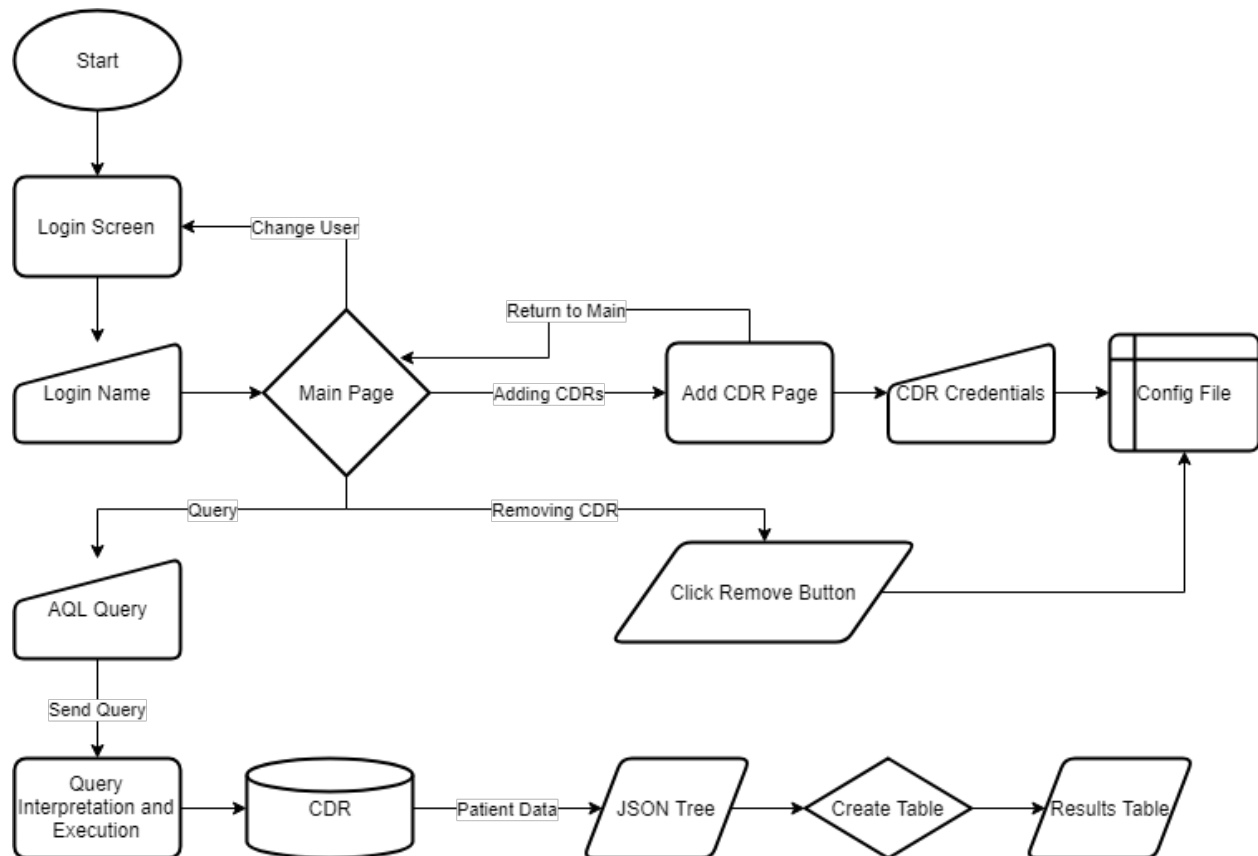 Start
Login Screen
Change User
Return to Main
Login Name
Main Page
Adding CDRs
Add CDR Page
CDR Credentials
Config File
Query
Removing CDR
AQL Query
Click Remove Button
Send Query
Query
Interpretation and
Execution
CDR
Patient Data
JSON Tree
Create Table
Results Table